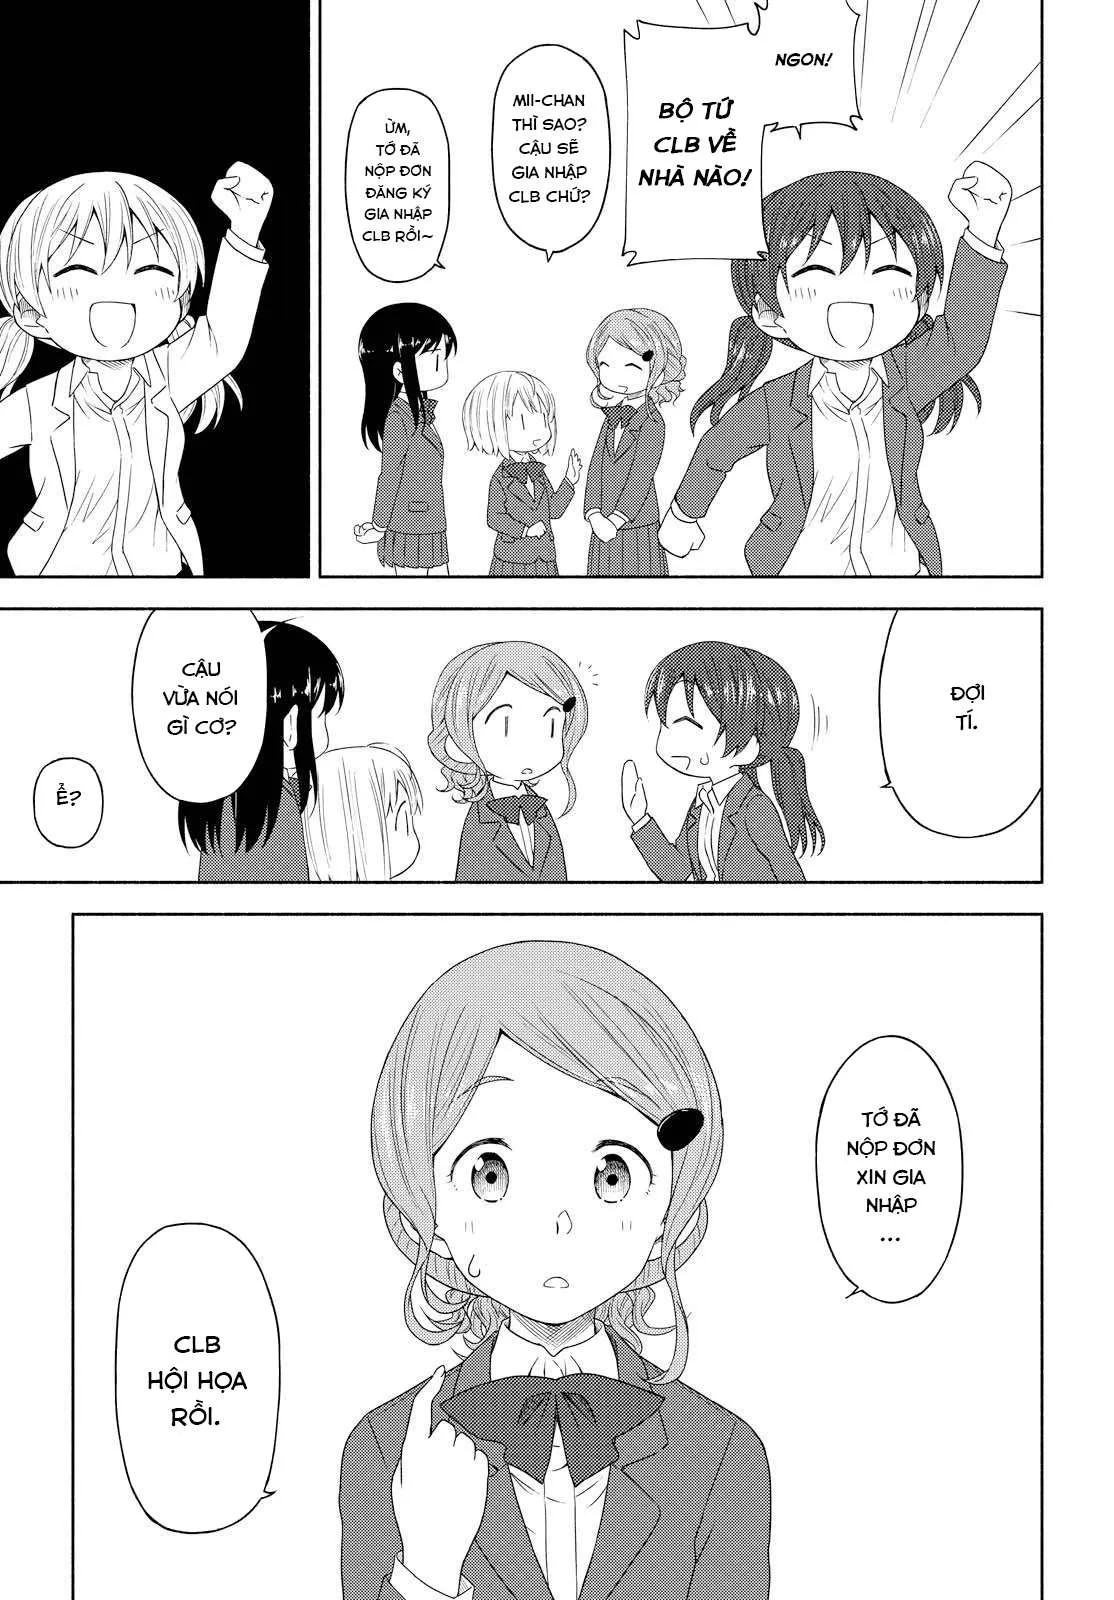 NGON!
BỘ TỨ
CLB VỀ
NHÀ NÀO!
MII-CHAN
THÌ SAO?
CẬU SẼ
GIA NHẬP
CLB CHỨ?
ỪM,
TỚ ĐÃ
NỘP ĐƠN
ĐĂNG KÝ
GIA NHẬP
CLB RỒI~
ĐỢI
TÍ.
CẬU
VỪA NÓI
GÌ CƠ?
Ể?
TỚ ĐÃ
NỘP ĐƠN
XIN GIA
NHẬP
...
CLB
HỘI HỌA
RỒI.